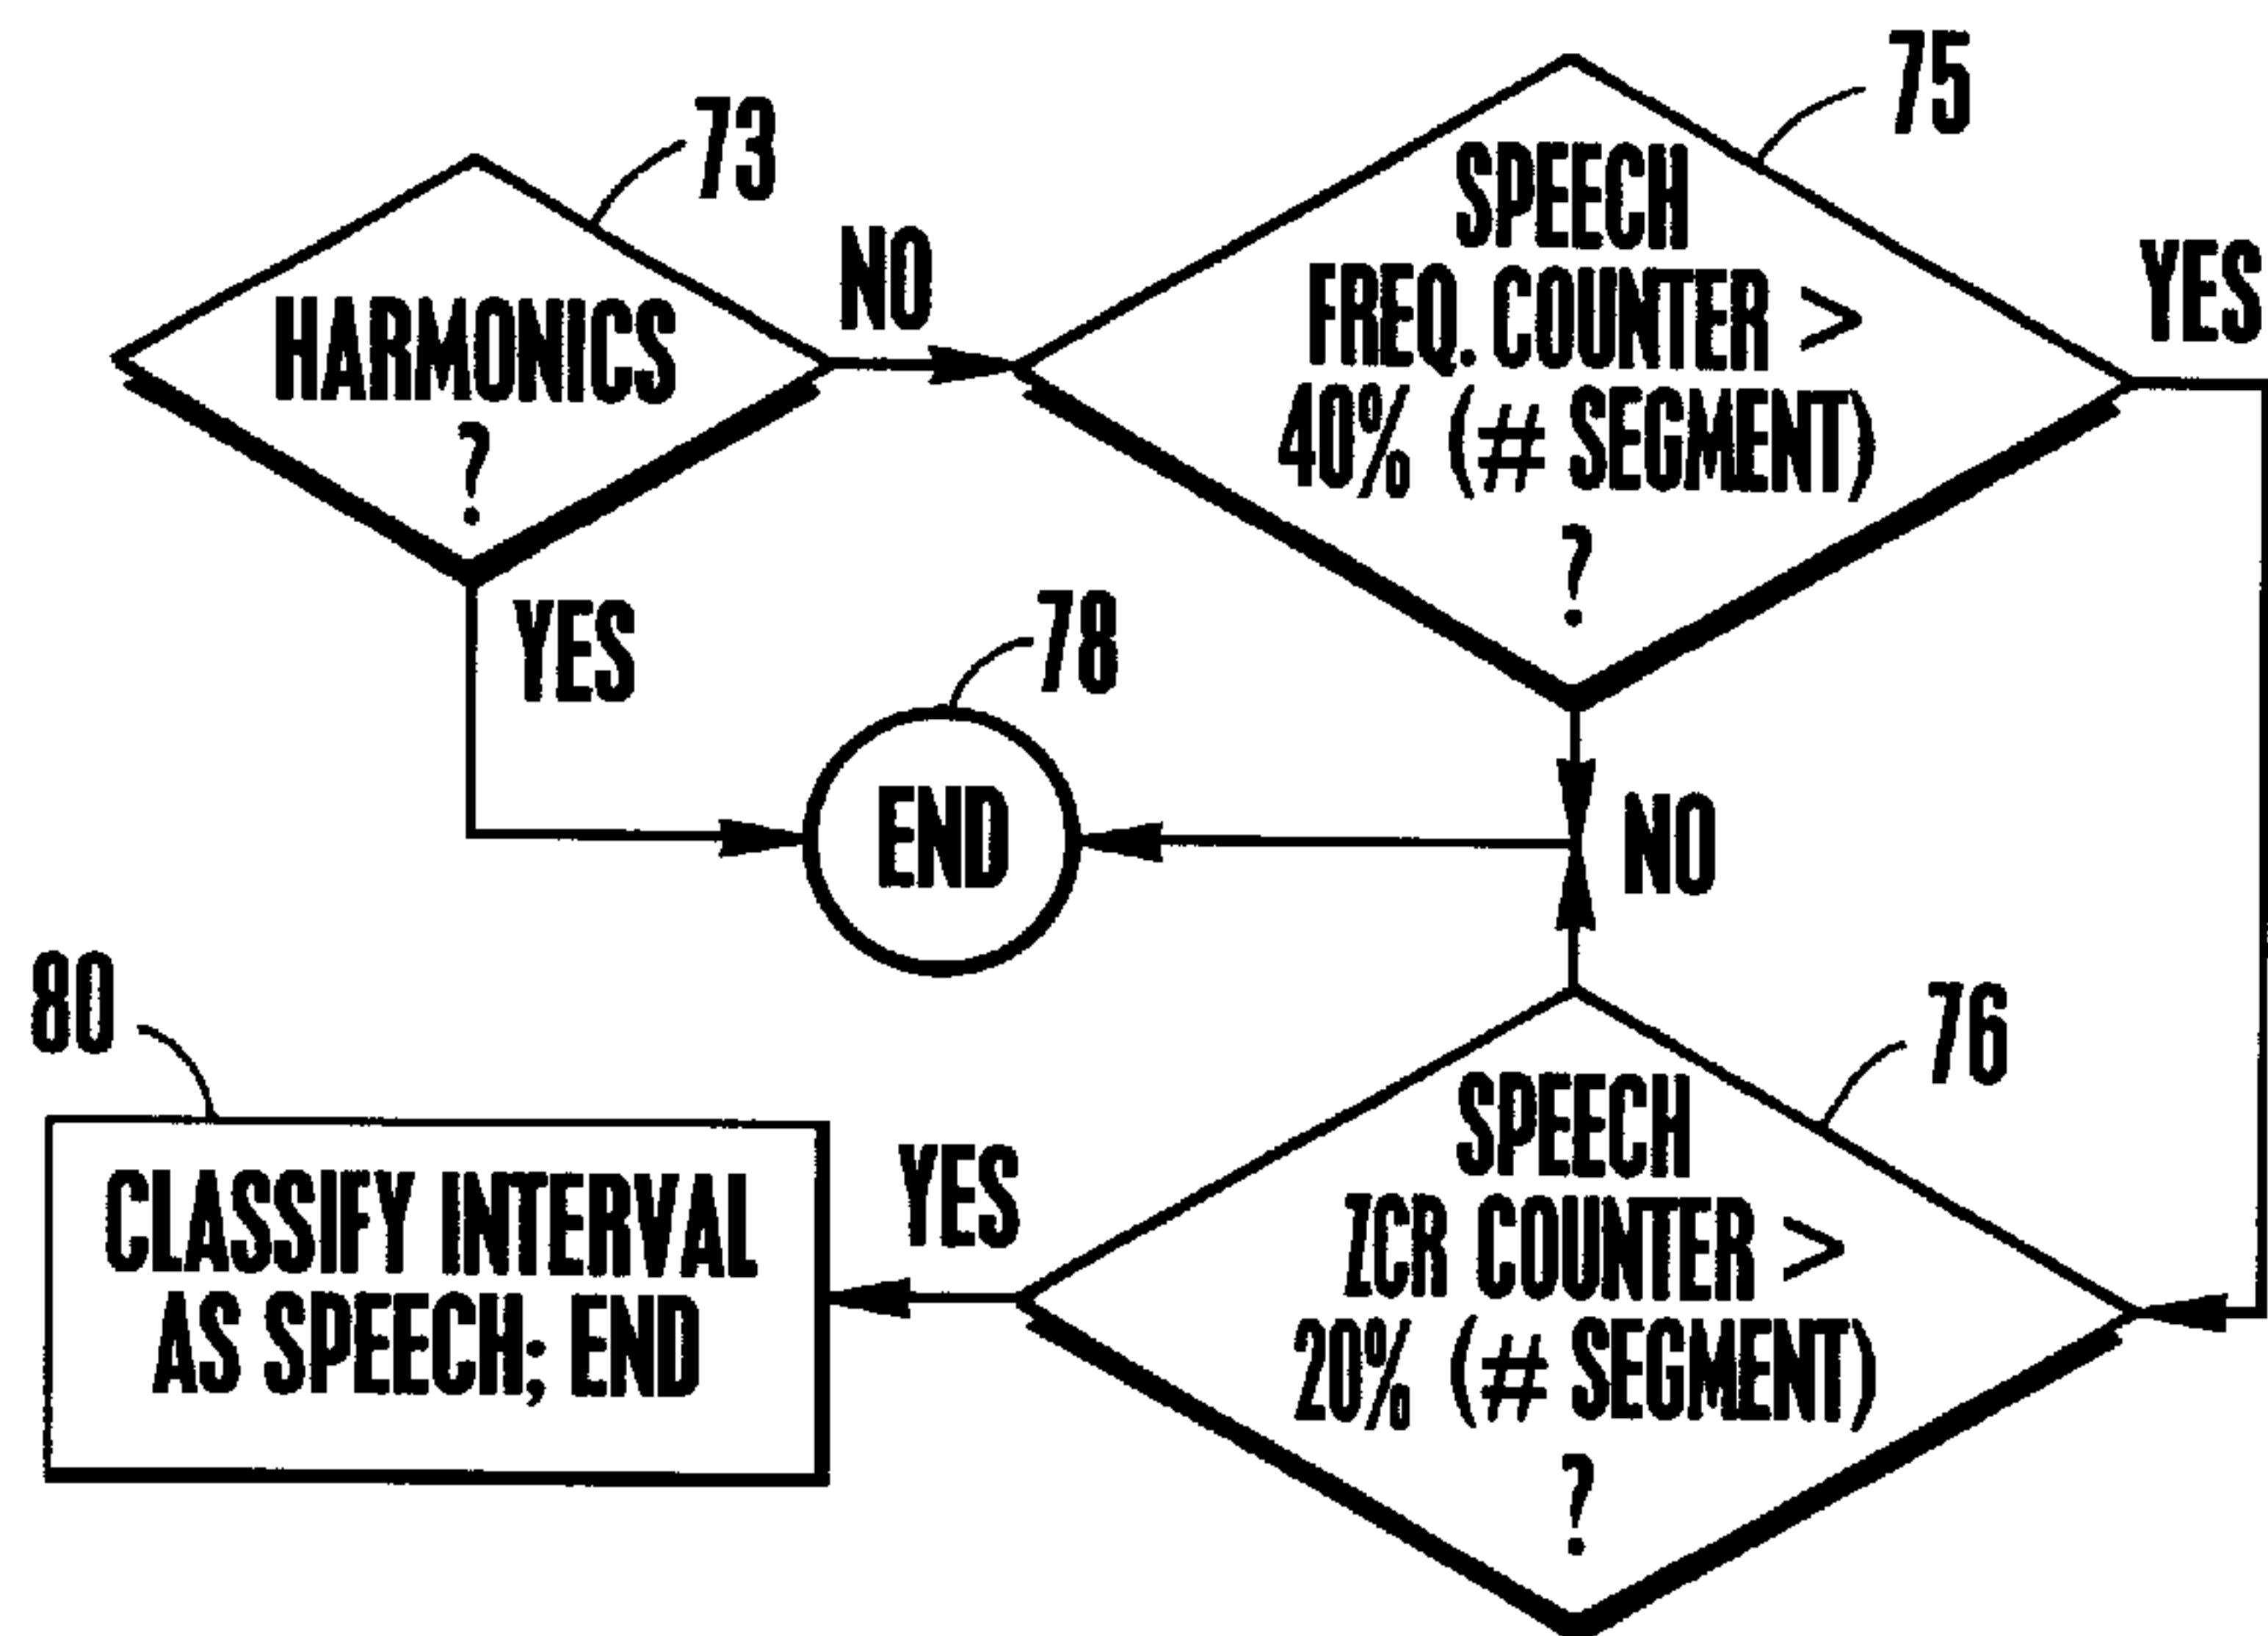 73
HARMONICS
?
NO
YES
75
SPEECH
FREQ. COUNTER >
40% (# SEGMENT)
?
YES
78
END
NO
80
CLASSIFY INTERVAL
AS SPEECH; END
YES
76
SPEECH
ZCR COUNTER >
20% (# SEGMENT)
?